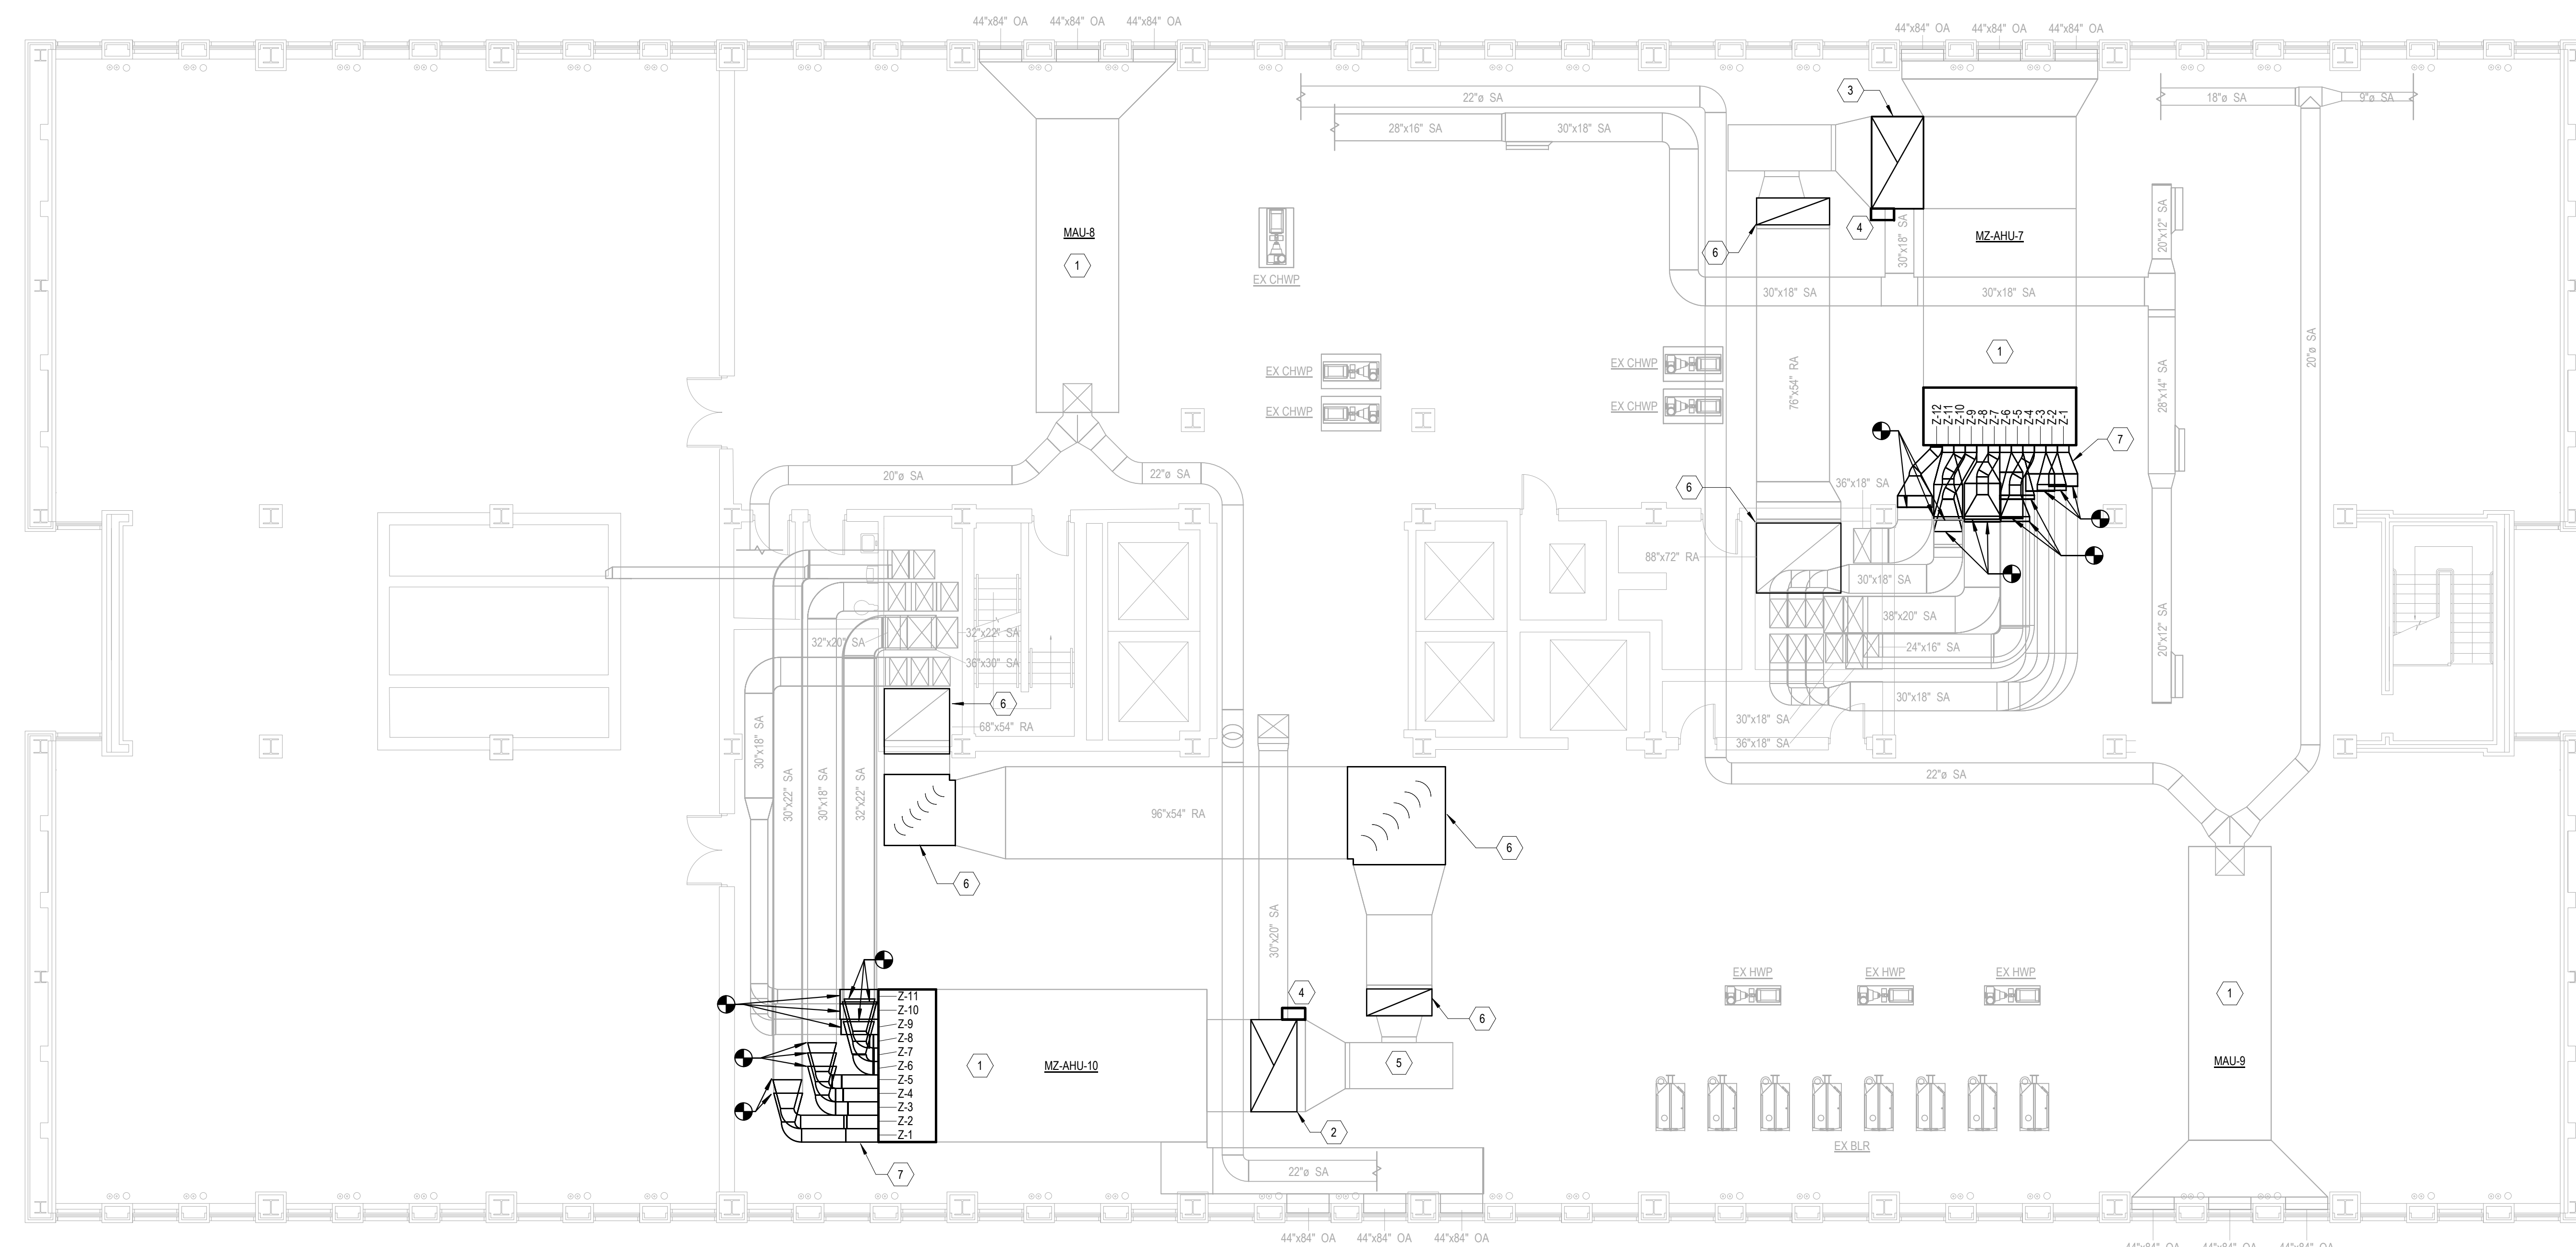 44"x84" OA 44"x84" OA 44"x84" OA
44"x84" OA 44"x84" OA 44"x84" OA
3
22"ø SA
18"ø SA
9"ø SA
28"x16" SA
30"x18" SA
20"x12" SA
4
MAU-8
1
MZ-AHU-7
6
30"x18" SA
EX CHWP
30"x18" SA
30"x18" SA
20"ø SA
1
EX CHWP
EX CHWP
76"x54" RA
28"x14" SA
EX CHWP
EX CHWP
Z-12
Z-11
Z-10
Z-9
Z-8
Z-7
Z-6
Z-5
Z-4
Z-3
Z-2
Z-1
7
20"ø SA
22"ø SA
36"x18" SA
6
88"x72" RA
30"x18" SA
38"x20" SA
24"x16" SA
20"x12" SA
32"x20" SA
32"x22" SA
36"x30" SA
30"x18" SA
30"x18" SA
36"x18" SA
6
68"x54" RA
30"x18" SA
22"ø SA
30"x22" SA
30"x18" SA
32"x22" SA
96"x54" RA
6
6
30"x20" SA
EX HWP
EX HWP
EX HWP
4
1
6
Z-11
Z-10
Z-9
Z-8
Z-7
Z-6
Z-5
Z-4
Z-3
Z-2
Z-1
1
MZ-AHU-10
5
MAU-9
2
EX BLR
7
22"ø SA
44"x84" OA 44"x84" OA 44"x84" OA
44"x84" OA 44"x84" OA 44"x84" OA